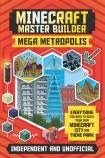 MINECRAFT
MASTER BUILDER
MEGA METROPOLIS
EVERYTHING
YOU NEED TO BUILD
YOUR OWN
MINECRAFT
CITY AND
THEME PARK!
INDEPENDENT AND UNOFFICIAL